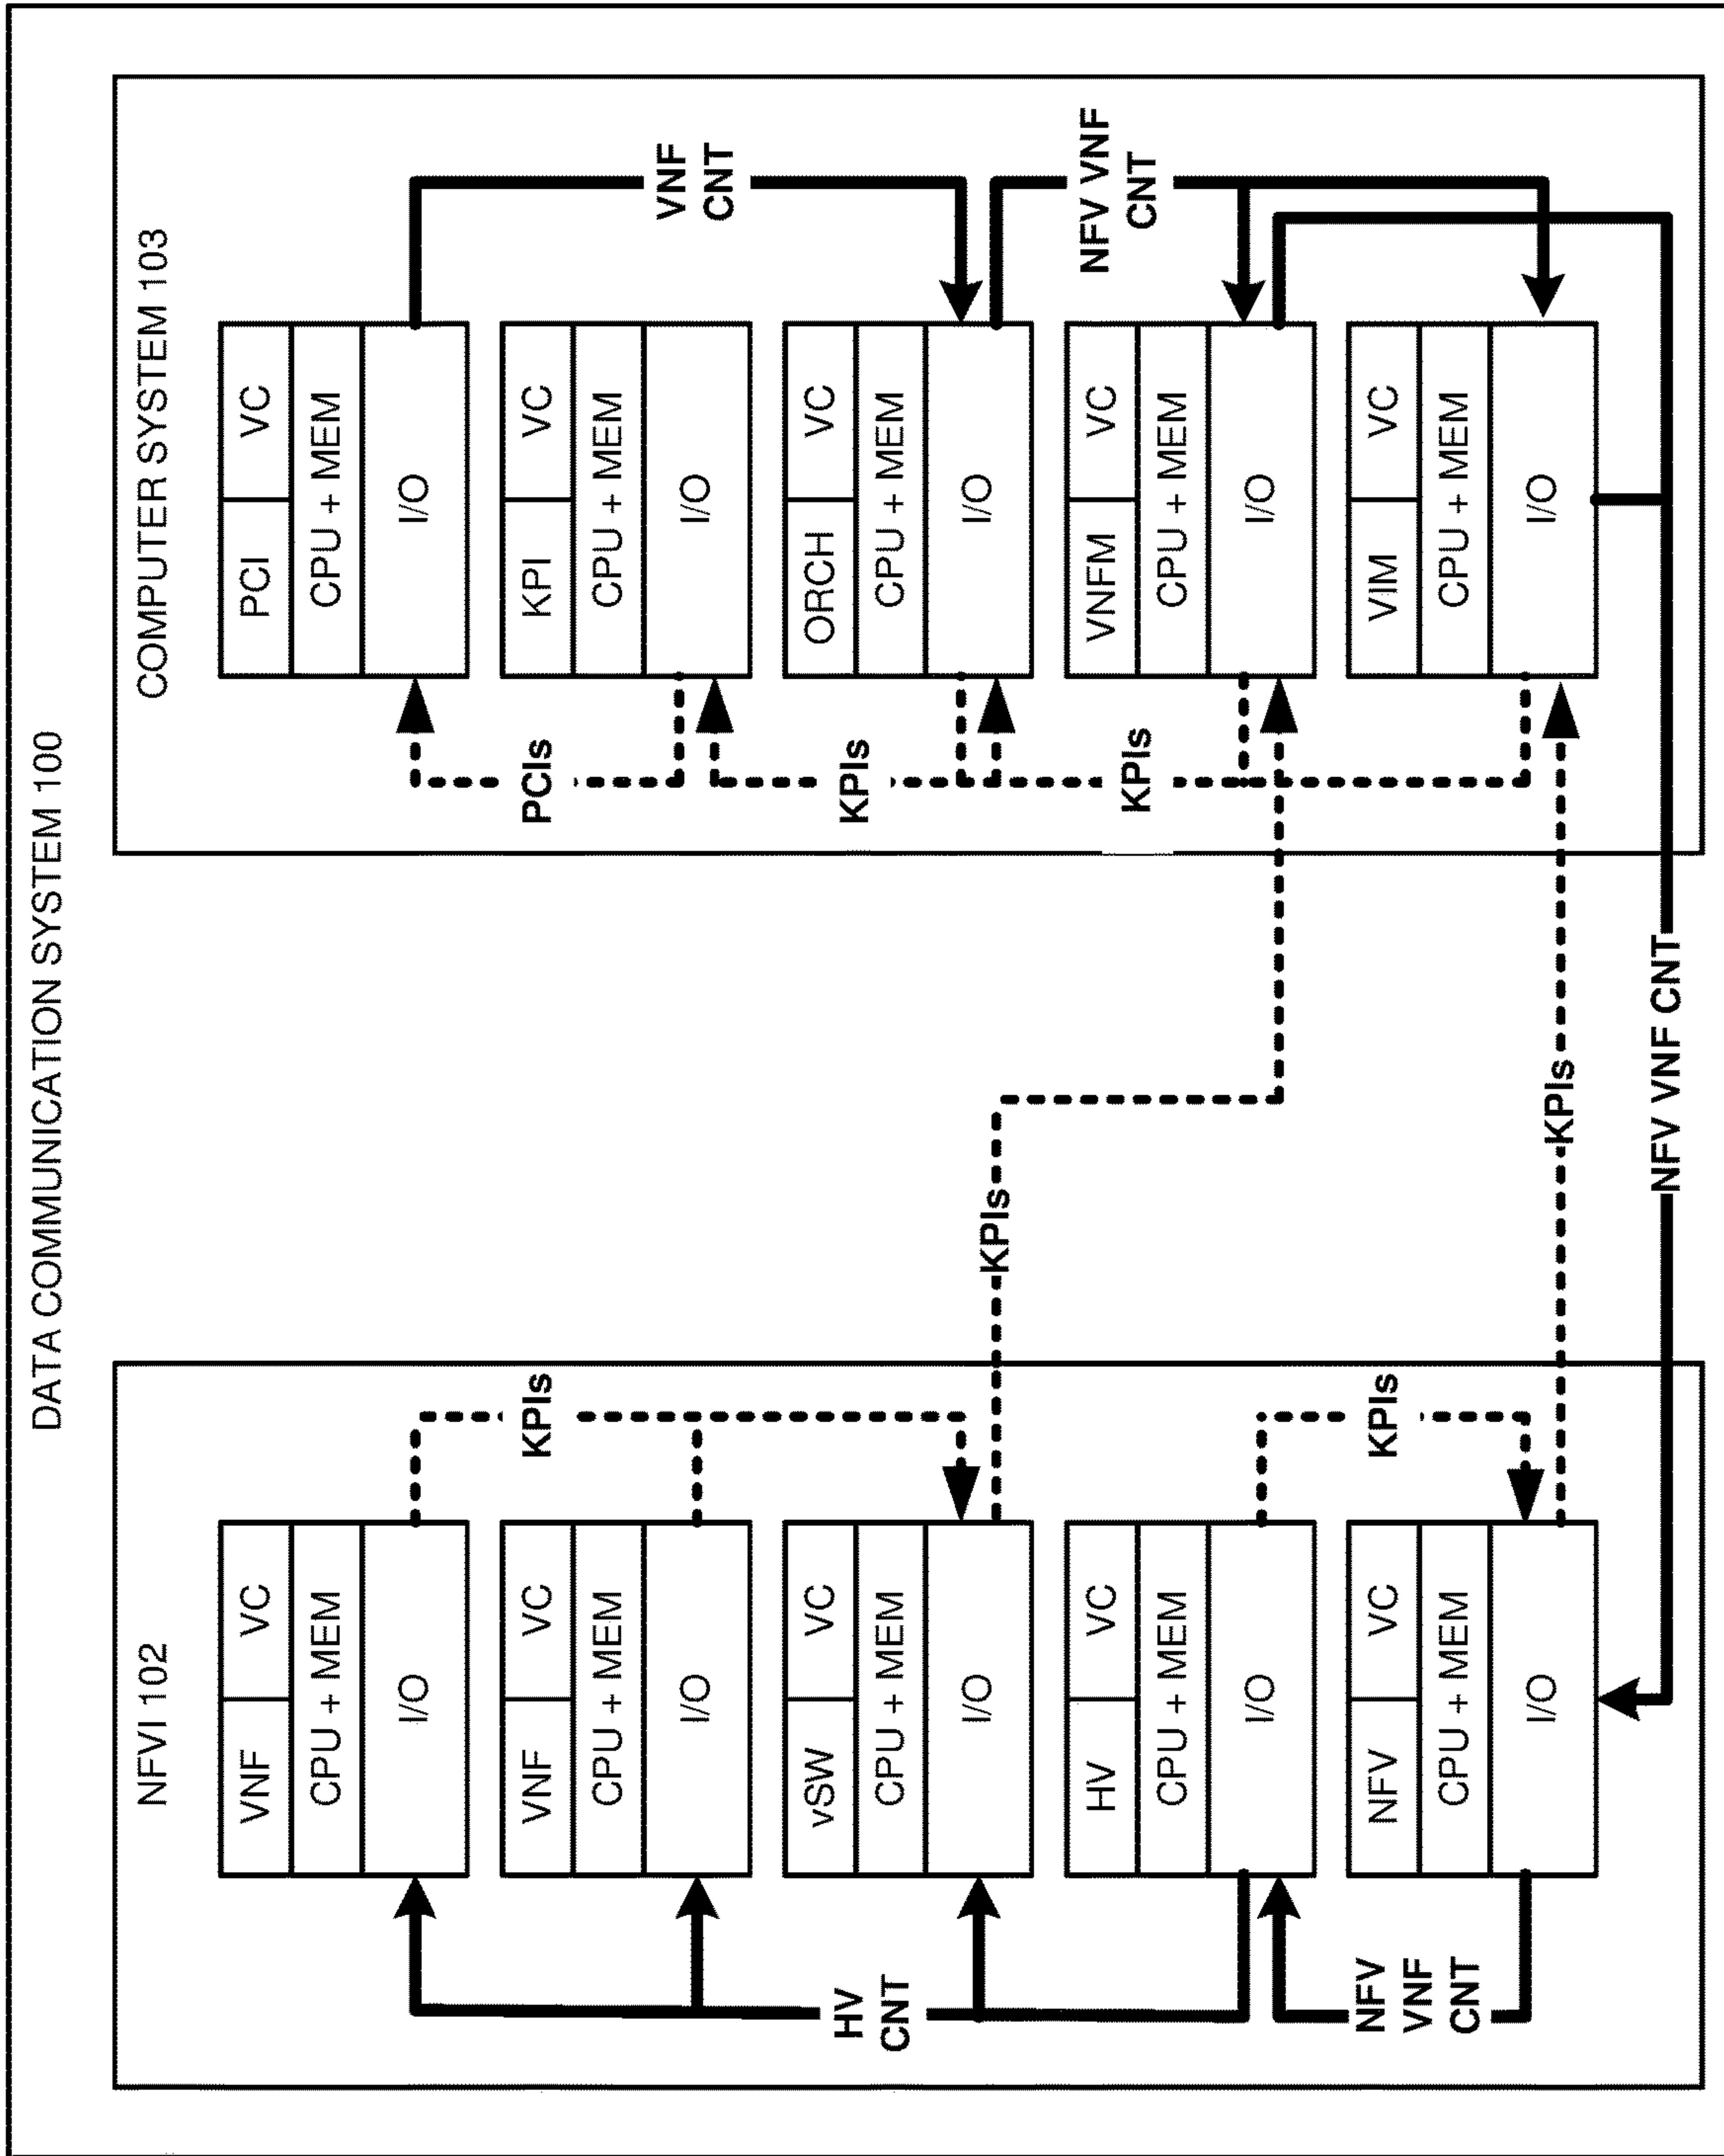 DATA COMMUNICATION SYSTEM 100
NFVI 102
VNF
VC
CPU + MEM
I/O
VNF
VC
CPU + MEM
I/O
vSW
VC
CPU + MEM
I/O
HV
VC
CPU + MEM
I/O
NFV
VC
CPU + MEM
I/O
HV
CNT
NFV
VNF
CNT
KPIs
KPIs
KPIs
KPIs
NFV VNF CNT
COMPUTER SYSTEM 103
PCI
VC
CPU + MEM
I/O
KPI
VC
CPU + MEM
I/O
ORCH
VC
CPU + MEM
I/O
VNFM
VC
CPU + MEM
I/O
VIM
VC
CPU + MEM
I/O
PCIs
KPIs
KPIs
VNF
CNT
NFV VNF
CNT